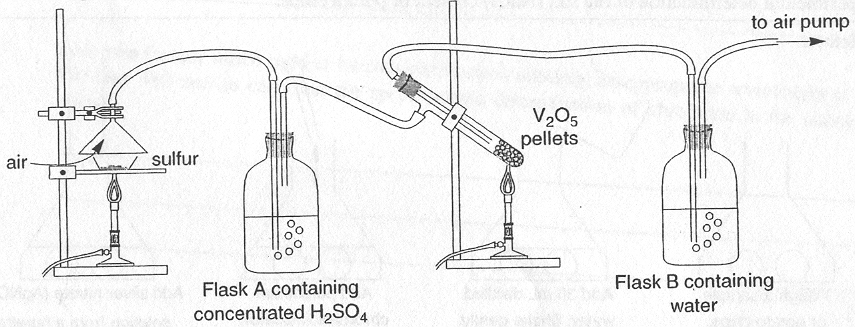 to air pump
V₂O₅
pellets
air
sulfur
Flask A containing
concentrated H₂SO₄
Flask B containing
water